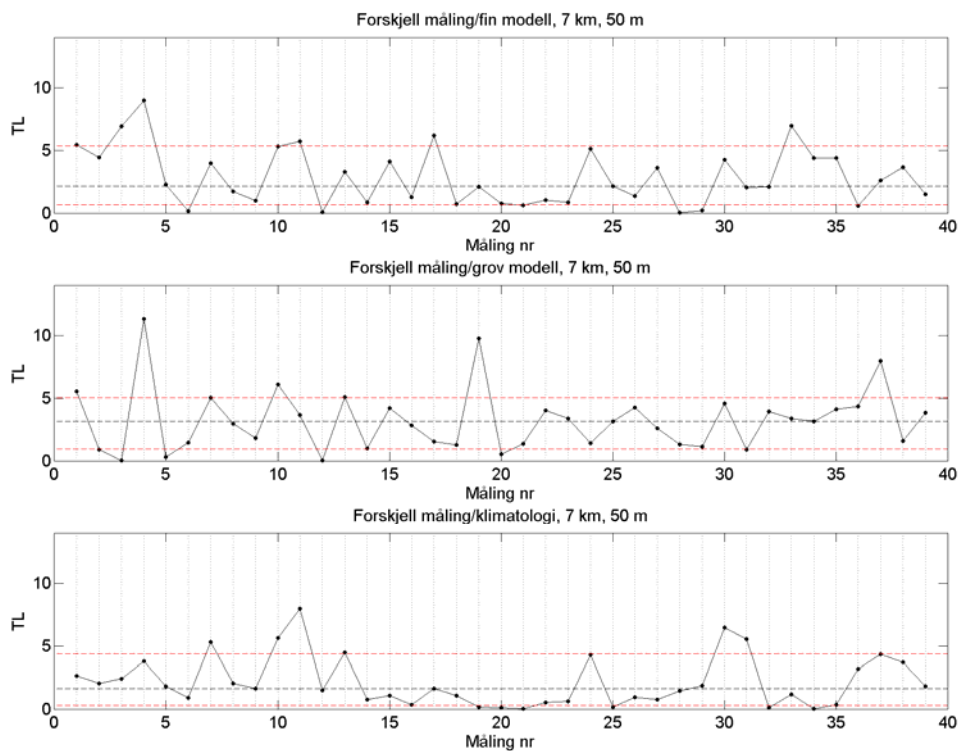 Forskjell måling/fin modell, 7 km, 50 m
10
5
0
TL
0 5 10 15 20 25 30 35 40
Måling nr
Forskjell måling/grov modell, 7 km, 50 m
10
5
0
TL
0 5 10 15 20 25 30 35 40
Måling nr
Forskjell måling/klimatologi, 7 km, 50 m
10
5
0
TL
0 5 10 15 20 25 30 35 40
Måling nr